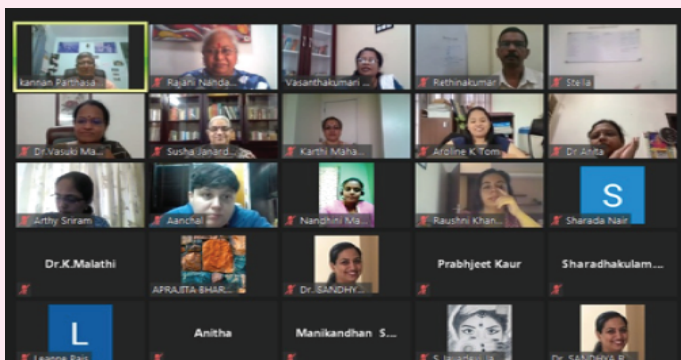 kannan Parthasa
Rajani Nanda...
Vasanthakumari ...
Rethinakumar
Stella
Dr.Vasuki Ma...
Susha Janard...
Karthi Maha...
Aroline K Tom
Dr Anita
Arthy Sriram
Aanchal
Nandhini Ma...
Raushni Khan...
S
Sharada Nair
Dr.K.Malathi
APRAJITA BHAR...
Dr. SANDHY...
Prabhjeet Kaur
Sharadhakulam...
L
Leanne Pais
Anitha
Manikandhan S...
Dr. SANDHYA R...